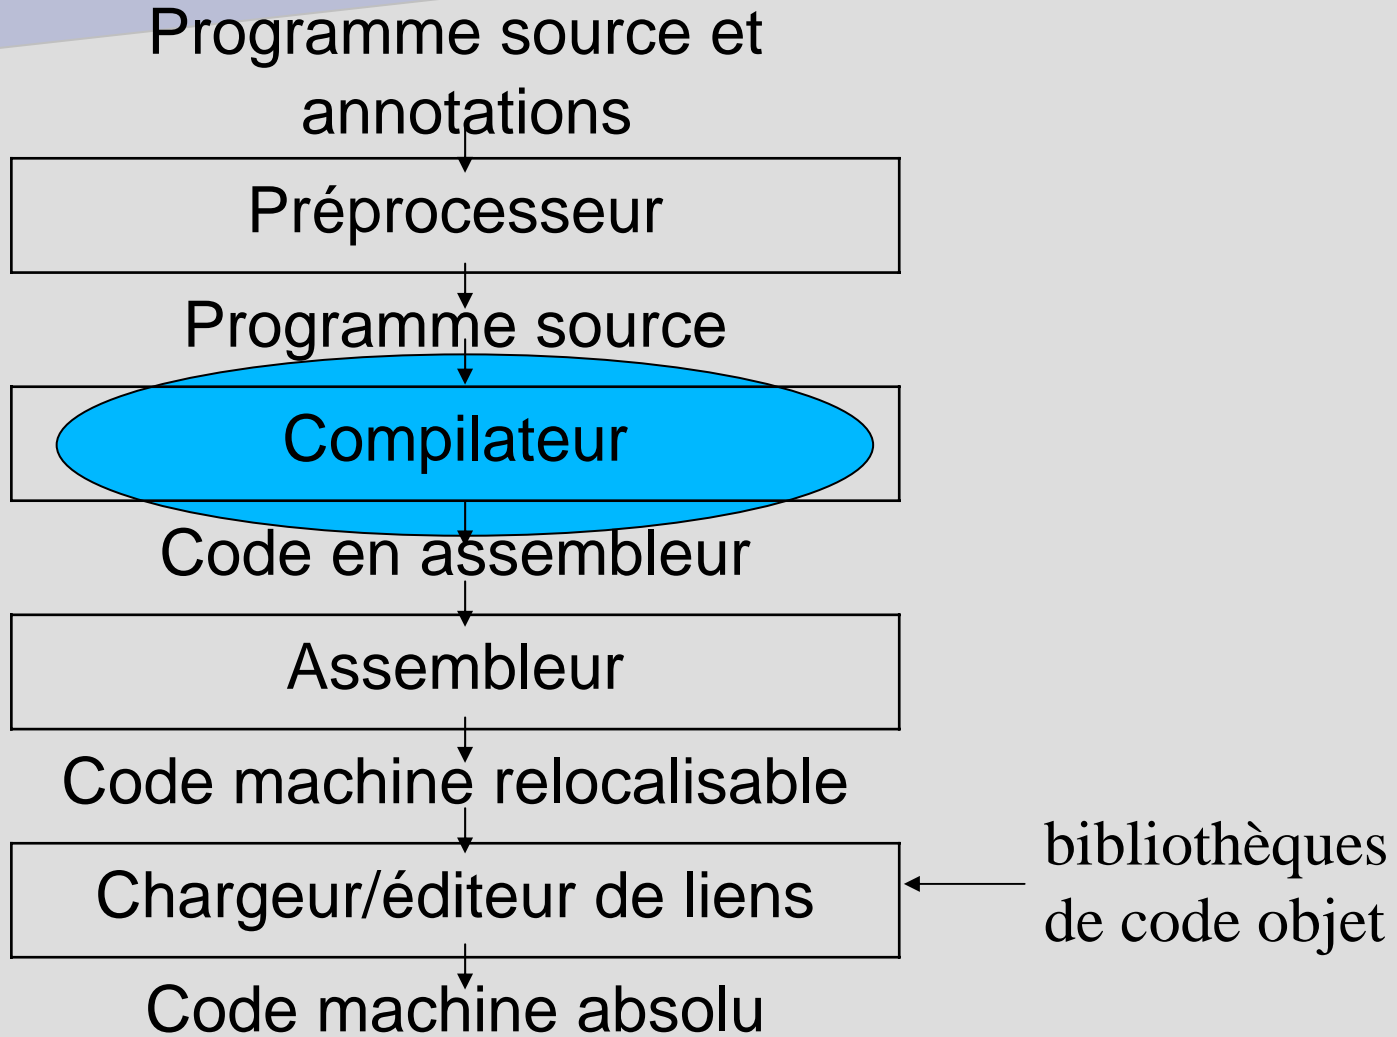 Programme source et
annotations
Préprocesseur
Programme source
Compilateur
Code en assembleur
Assembleur
Code machine relocalisable
Chargeur/éditeur de liens
bibliothèques
de code objet
Code machine absolu